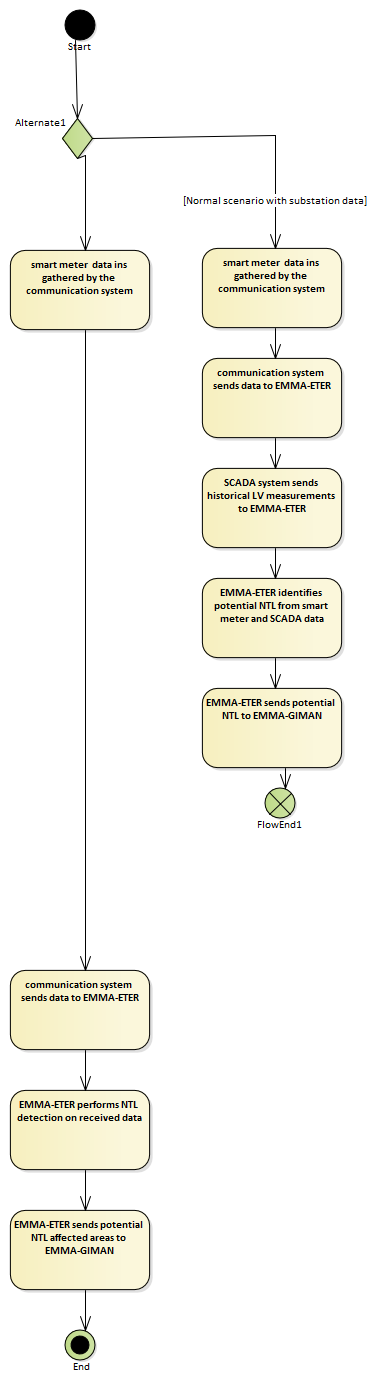 Start
Alternate1
[Normal scenario with substation data]
smart meter data ins
gathered by the
communication system
smart meter data ins
gathered by the
communication system
communication system
sends data to EMMA-ETER
SCADA system sends
historical LV measurements
to EMMA-ETER
EMMA-ETER identifies
potential NTL from smart
meter and SCADA data
EMMA-ETER sends potential
NTL to EMMA-GIMAN
FlowEnd1
communication system
sends data to EMMA-ETER
EMMA-ETER performs NTL
detection on received data
EMMA-ETER sends potential
NTL affected areas to
EMMA-GIMAN
End